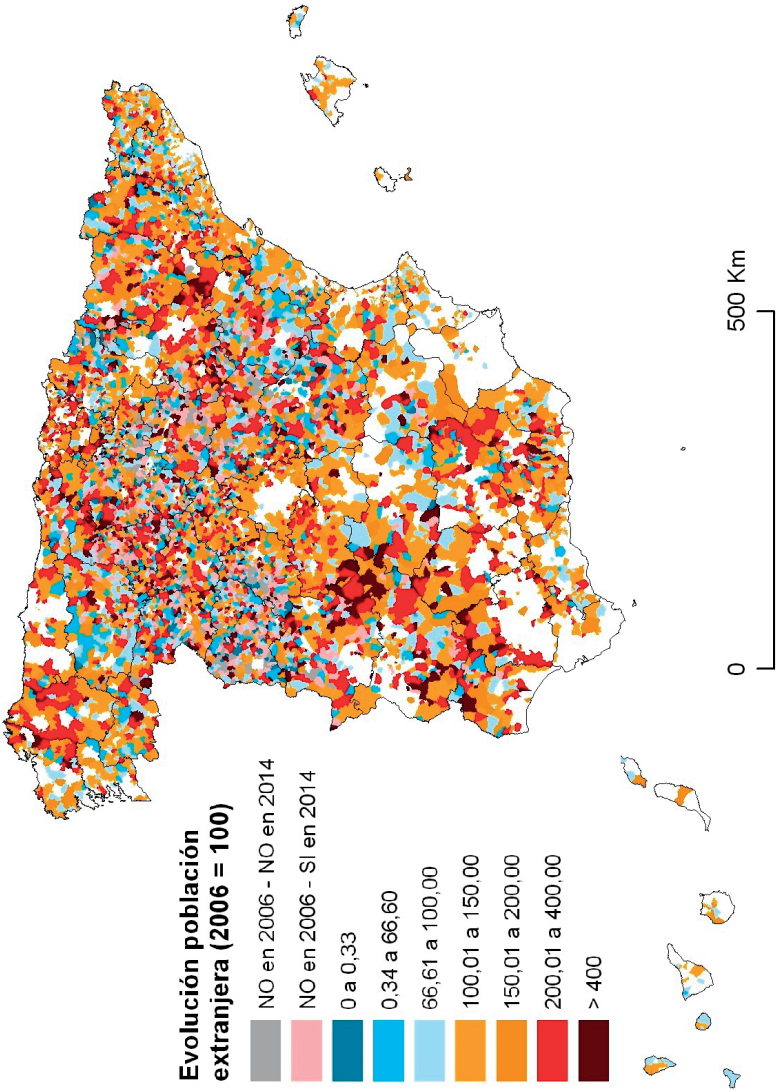 Evolución población
extranjera (2006 = 100)
NO en 2006 - NO en 2014
NO en 2006 - SI en 2014
0 a 0,33
0,34 a 66,60
66,61 a 100,00
100,01 a 150,00
150,01 a 200,00
200,01 a 400,00
> 400
0
500 Km